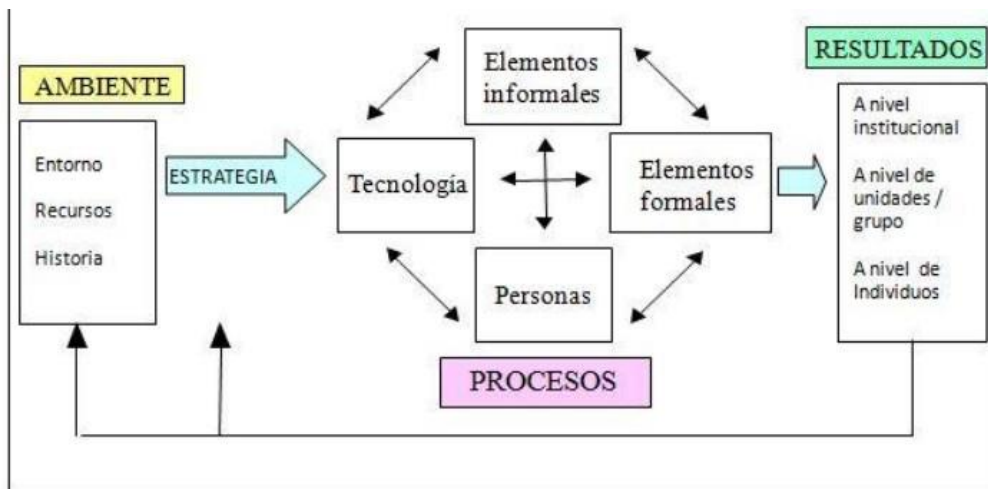 AMBIENTE
Entorno
Recursos
Historia
ESTRATEGIA
Elementos
informales
Tecnología
Elementos
formales
Personas
PROCESOS
RESULTADOS
A nivel
institucional
A nivel de
unidades /
grupo
A nivel de
Individuos